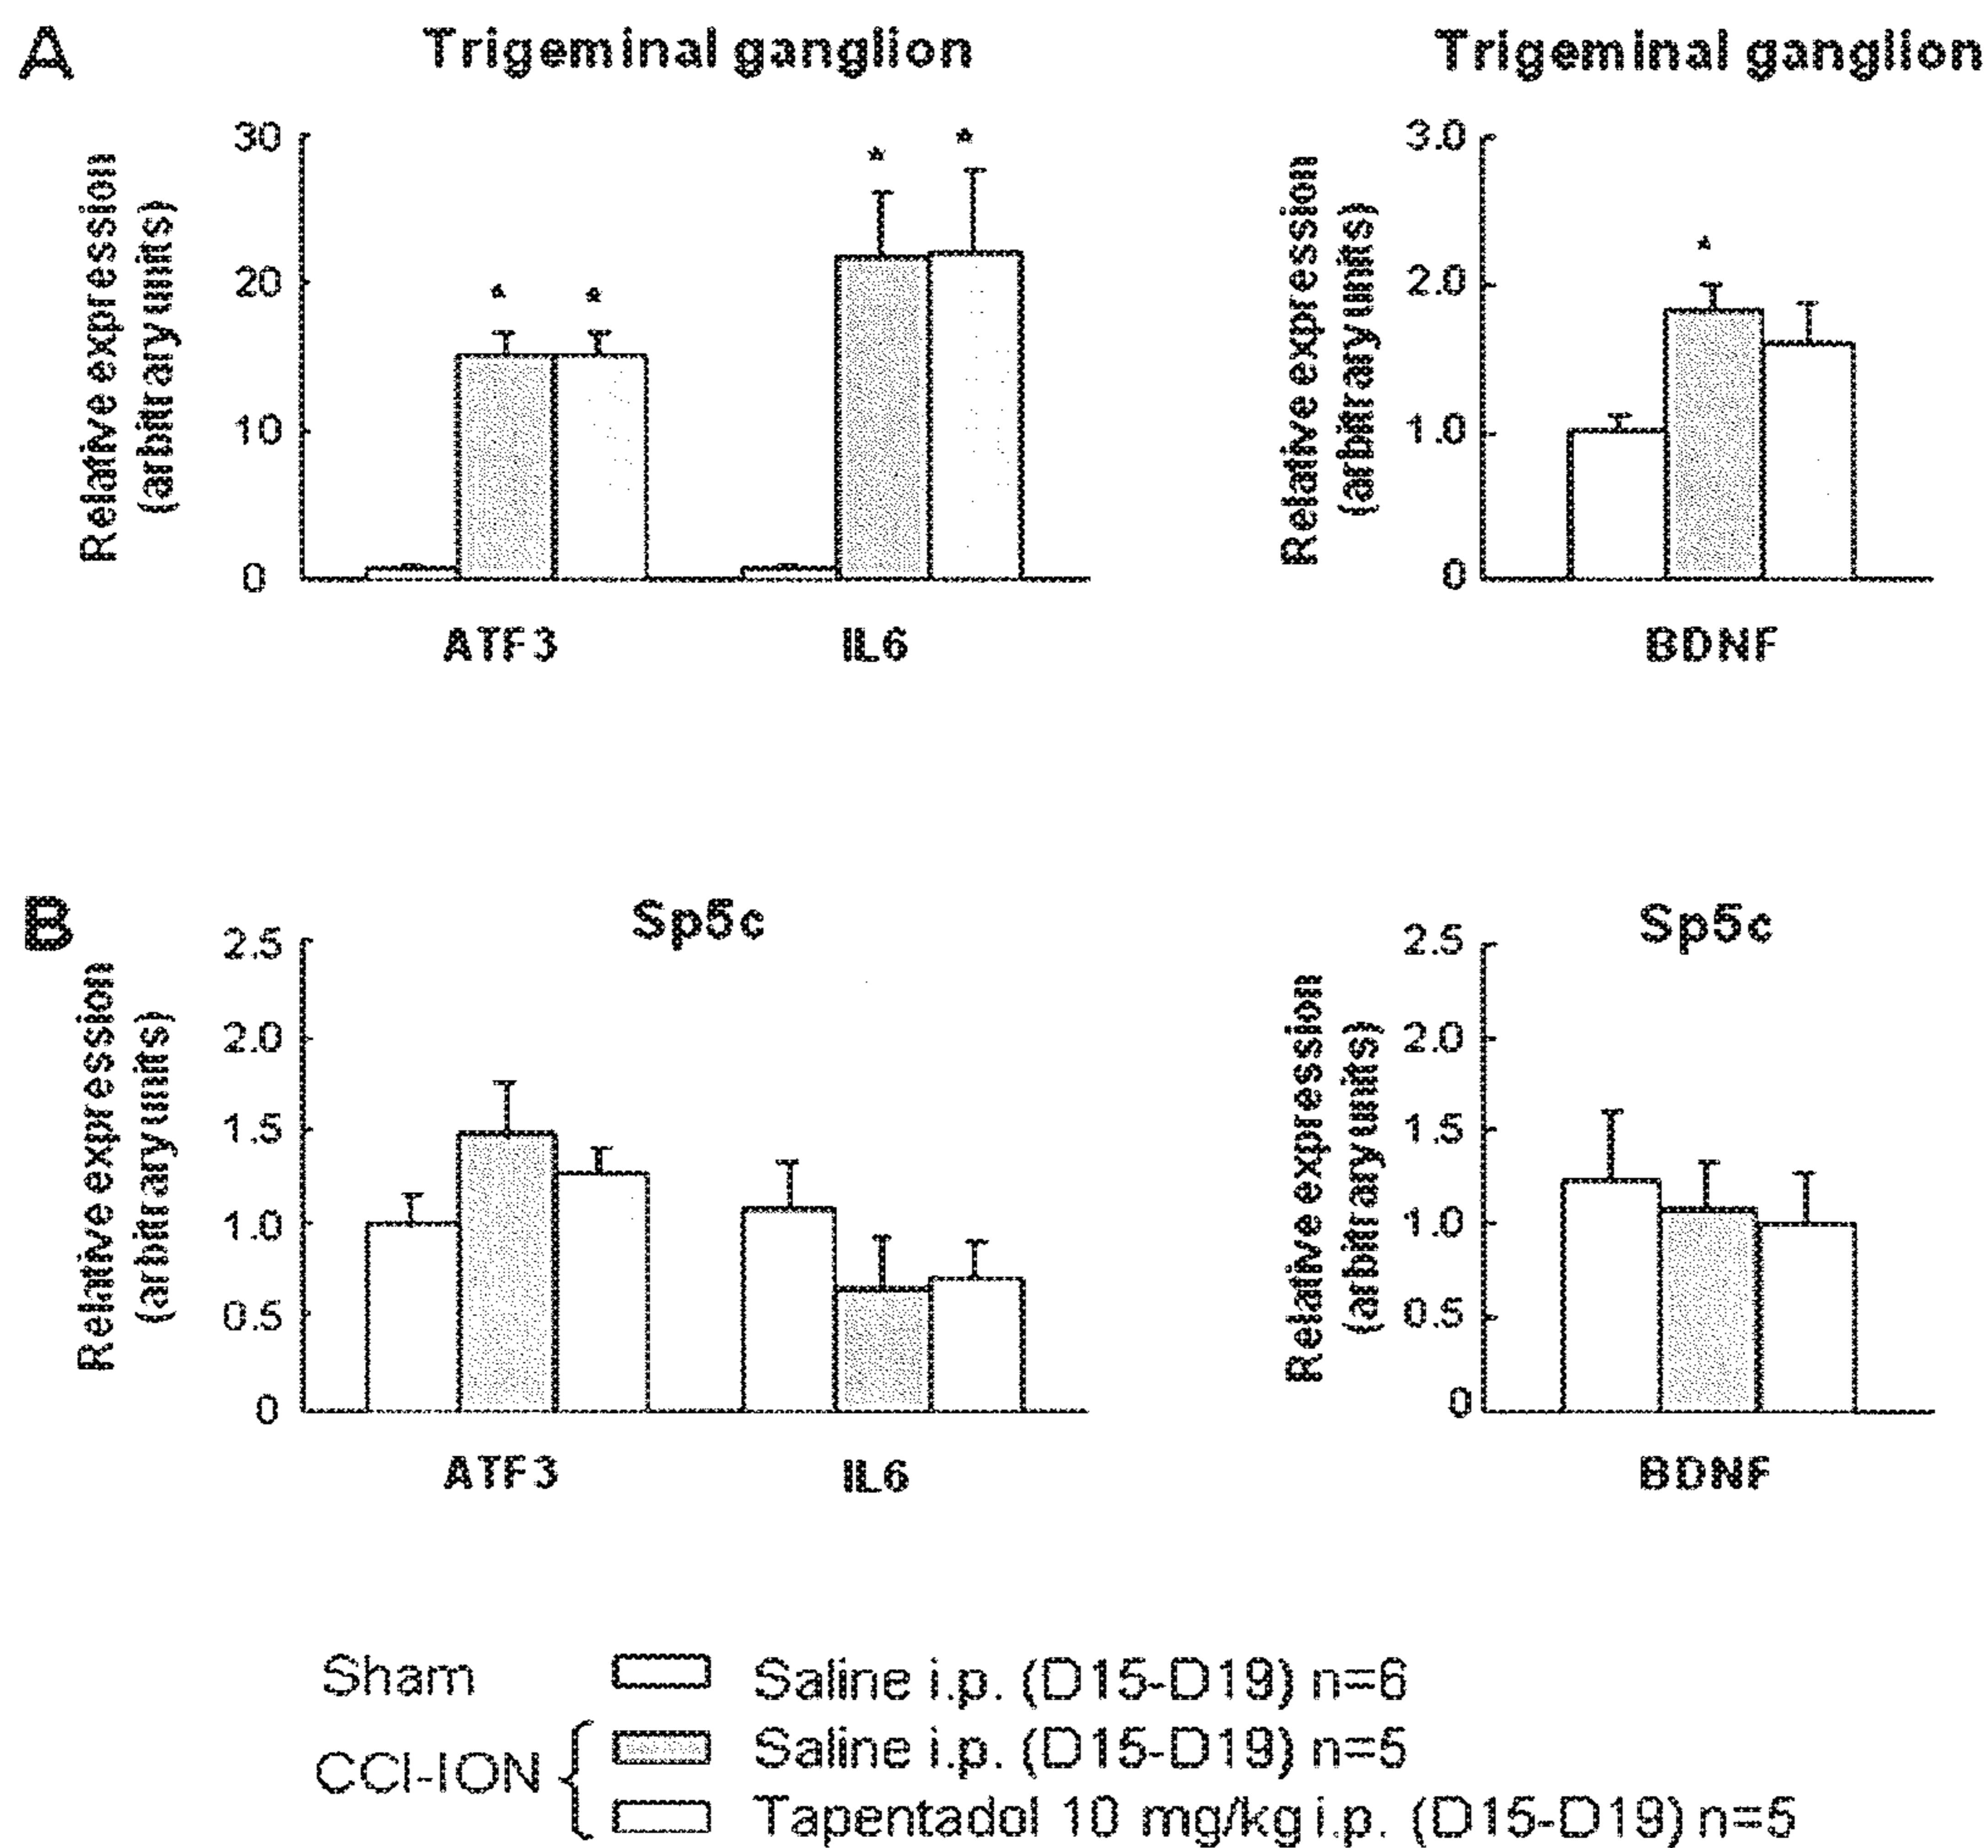 A
Trigeminal ganglion
Relative expression
(arbitrary units)
30
20
10
0
*
*
*
*
ATF3
IL6
Trigeminal ganglion
Relative expression
(arbitrary units)
3.0
2.0
1.0
0
*
BDNF
B
Sp5c
Relative expression
(arbitrary units)
2.5
2.0
1.5
1.0
0.5
0
ATF3
IL6
Sp5c
Relative expression
(arbitrary units)
2.5
2.0
1.5
1.0
0.5
0
BDNF
Sham Saline i.p. (D15-D19) n=6
CCI-ION { Saline i.p. (D15-D19) n=5
Tapentadol 10 mg/kg i.p. (D15-D19) n=5